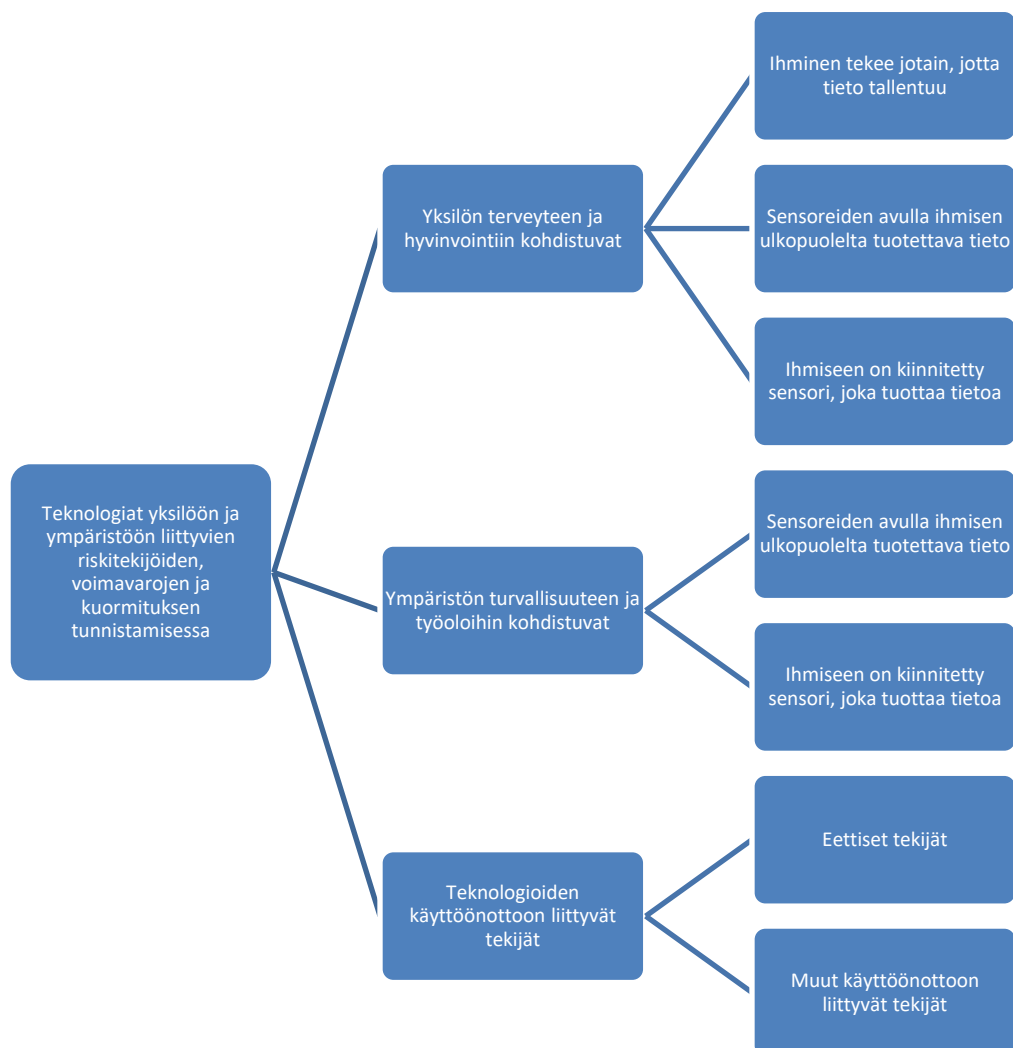 Ihminen tekee jotain, jotta
tieto tallentuu
Yksilön terveyteen ja
hyvinvointiin kohdistuvat
Sensoreiden avulla ihmisen
ulkopuolelta tuotettava tieto
Ihmiseen on kiinnitetty
sensori, joka tuottaa tietoa
Teknologiat yksilöön ja
ympäristöön liittyvien
riskitekijöiden,
voimavarojen ja
kuormituksen
tunnistamisessa
Ympäristön turvallisuuteen ja
työoloihin kohdistuvat
Sensoreiden avulla ihmisen
ulkopuolelta tuotettava tieto
Ihmiseen on kiinnitetty
sensori, joka tuottaa tietoa
Teknologioiden
käyttöönottoon liittyvät
tekijät
Eettiset tekijät
Muut käyttöönottoon
liittyvät tekijät